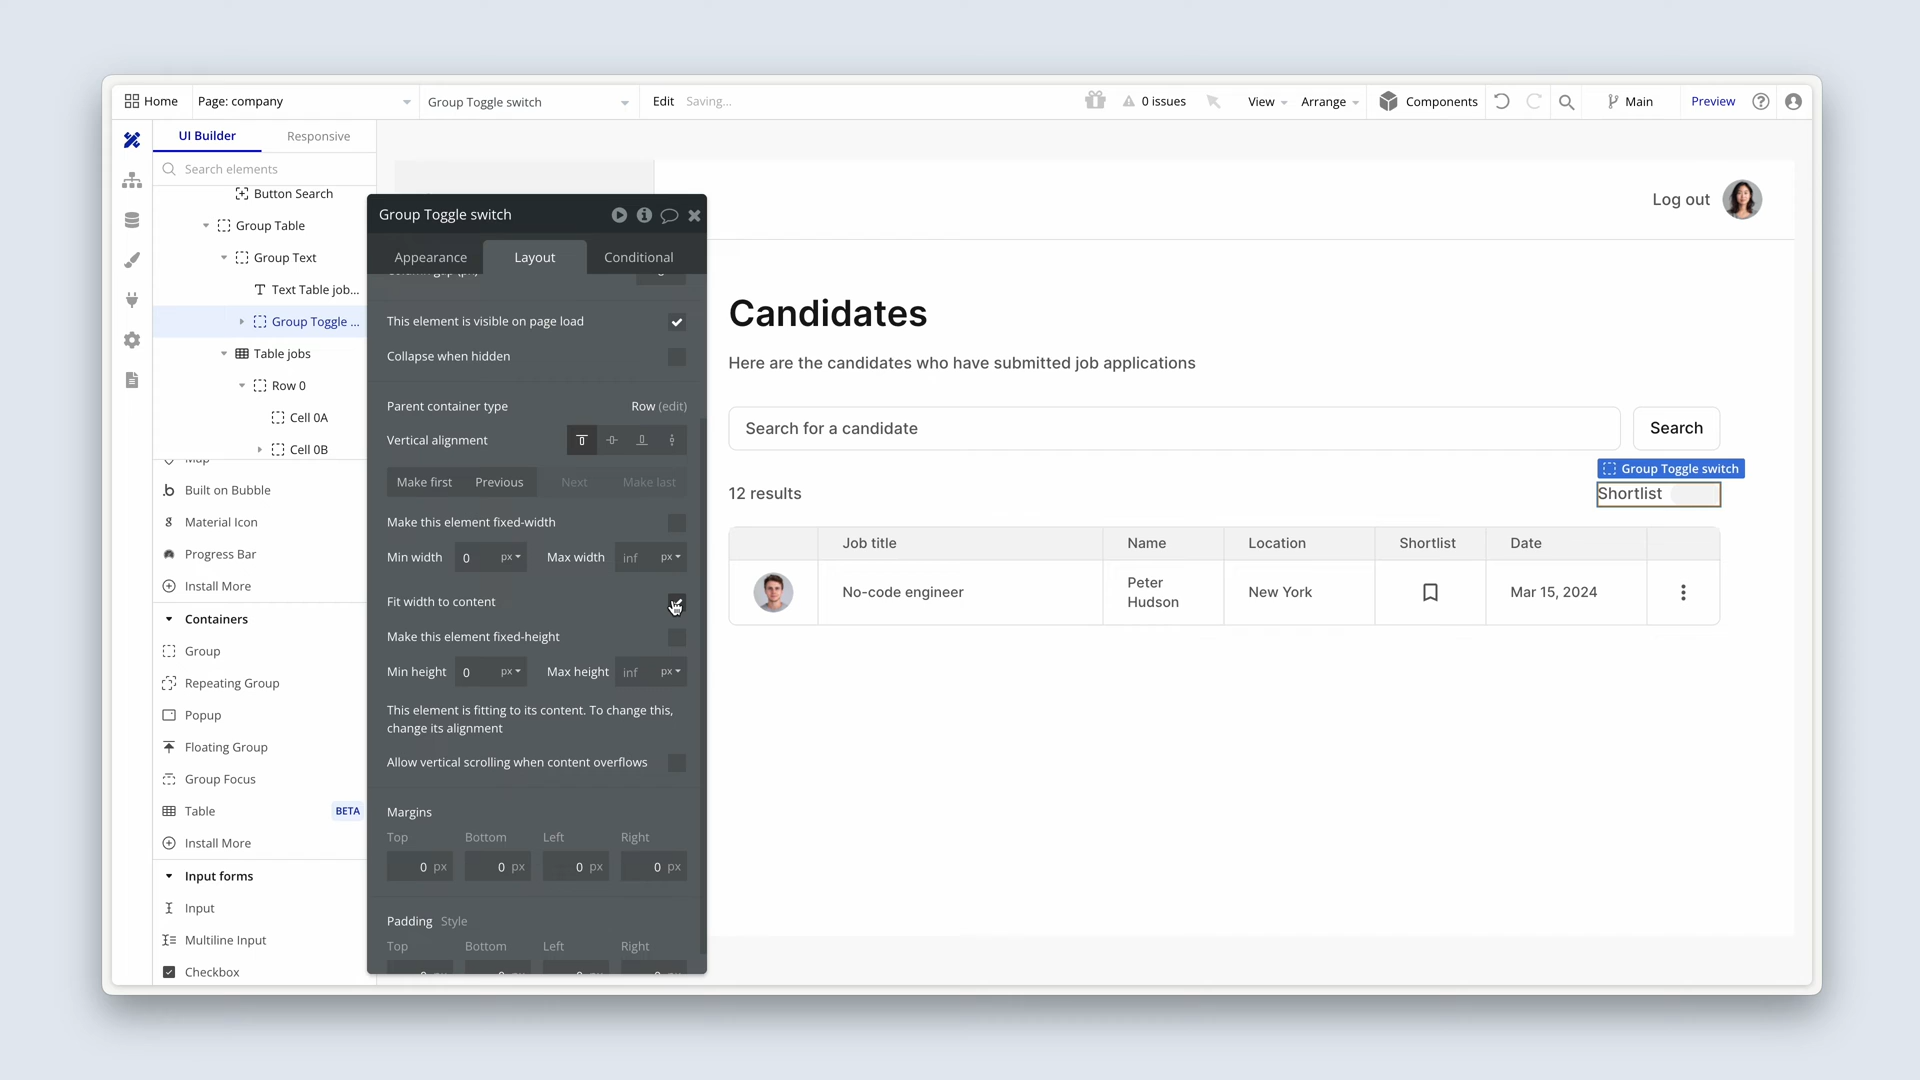 Home
Page: company
Group Toggle switch
Edit
Saving...
0 issues
View
Arrange
Components
Main
Preview
UI Builder
Responsive
Search elements
Button Search
Group Table
Group Text
Text Table job...
Group Toggle ...
Table jobs
Row 0
Cell 0A
Cell 0B
Map
Built on Bubble
Material Icon
Progress Bar
Install More
Containers
Group
Repeating Group
Popup
Floating Group
Group Focus
Table
BETA
Install More
Input forms
Input
Multiline Input
Checkbox
Group Toggle switch
Appearance
Layout
Conditional
Column gap (px)
This element is visible on page load
Collapse when hidden
Parent container type
Row (edit)
Vertical alignment
Make first
Previous
Next
Make last
Make this element fixed-width
Min width
0
px
Max width
inf
px
Fit width to content
Make this element fixed-height
Min height
0
px
Max height
inf
px
This element is fitting to its content. To change this,
change its alignment
Allow vertical scrolling when content overflows
Margins
Top
Bottom
Left
Right
0 px
0 px
0 px
0 px
Padding
Style
Top
Bottom
Left
Right
Log out
Candidates
Here are the candidates who have submitted job applications
Search for a candidate
Search
Group Toggle switch
12 results
Shortlist
Job title
Name
Location
Shortlist
Date
No-code engineer
Peter
Hudson
New York
Mar 15, 2024